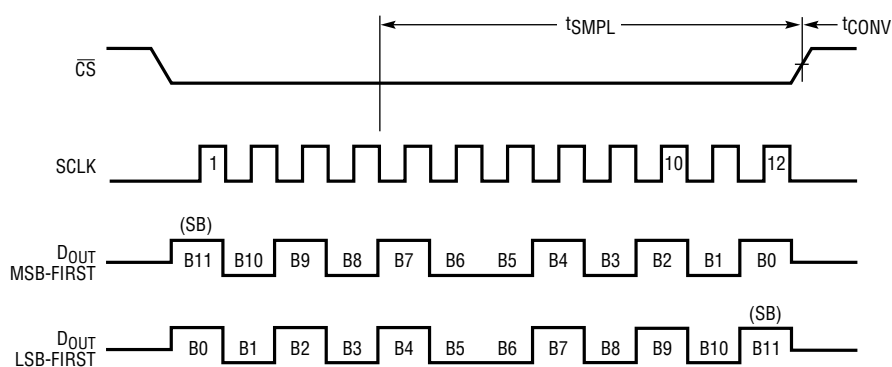 tSMPL tCONV
CS
SCLK 1 10 12
(SB)
DOUT
MSB-FIRST B11 B10 B9 B8 B7 B6 B5 B4 B3 B2 B1 B0
(SB)
DOUT
LSB-FIRST B0 B1 B2 B3 B4 B5 B6 B7 B8 B9 B10 B11